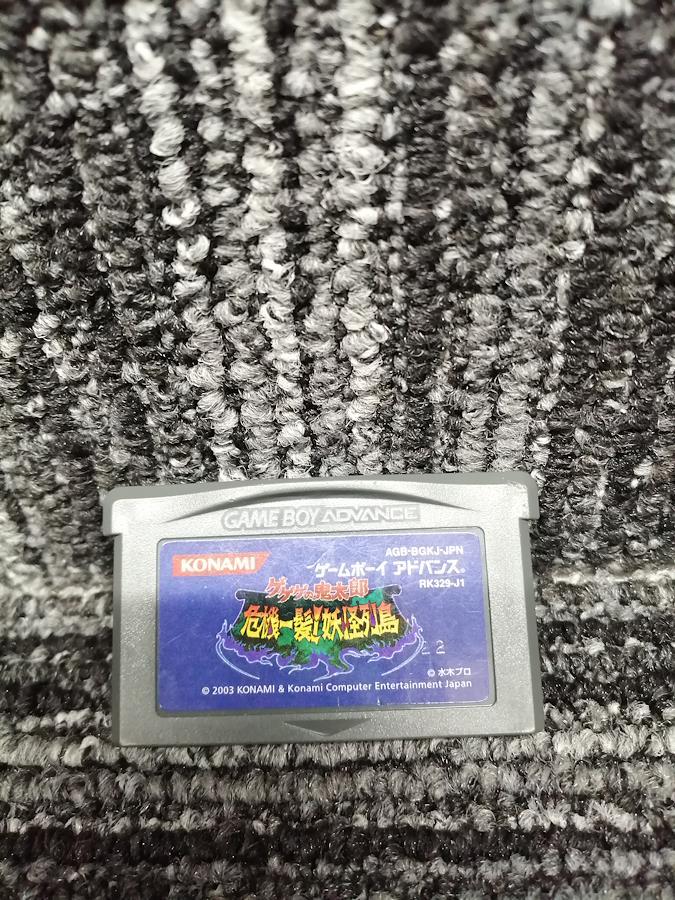 GAME BOY ADVANCE
KONAMI
AGB-BGKJ-JPN
ゲームボーイ アドバンス®
RK329-J1
ゲゲゲの鬼太郎
危機一髪!妖怪列島
22
© 水木プロ
© 2003 KONAMI & Konami Computer Entertainment Japan